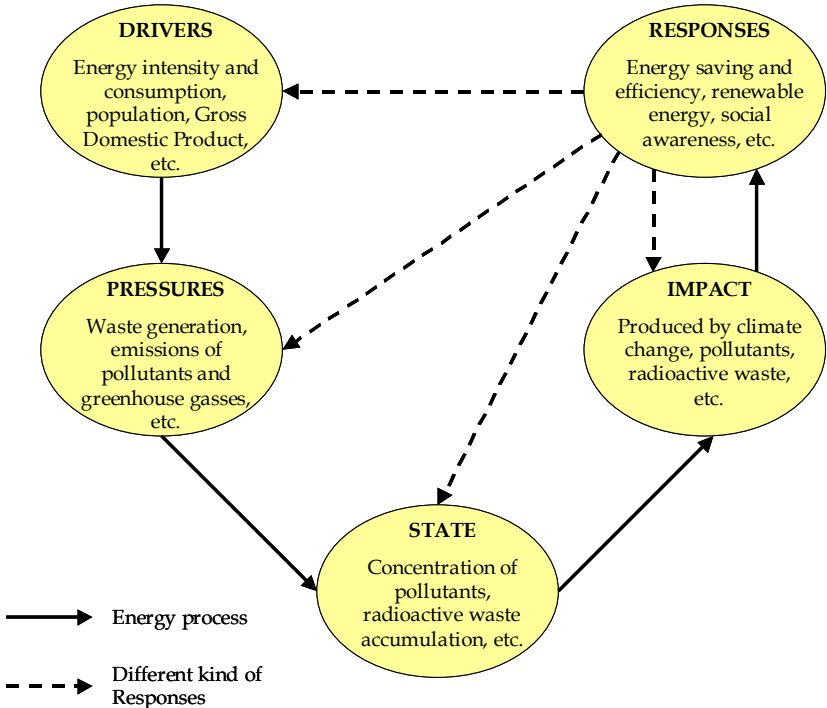 DRIVERS
Energy intensity and
consumption,
population, Gross
Domestic Product,
etc.
RESPONSES
Energy saving and
efficiency, renewable
energy, social
awareness, etc.
PRESSURES
Waste generation,
emissions of
pollutants and
greenhouse gasses,
etc.
IMPACT
Produced by climate
change, pollutants,
radioactive waste,
etc.
STATE
Concentration of
pollutants,
radioactive waste
accumulation, etc.
Energy process
Different kind of
Responses